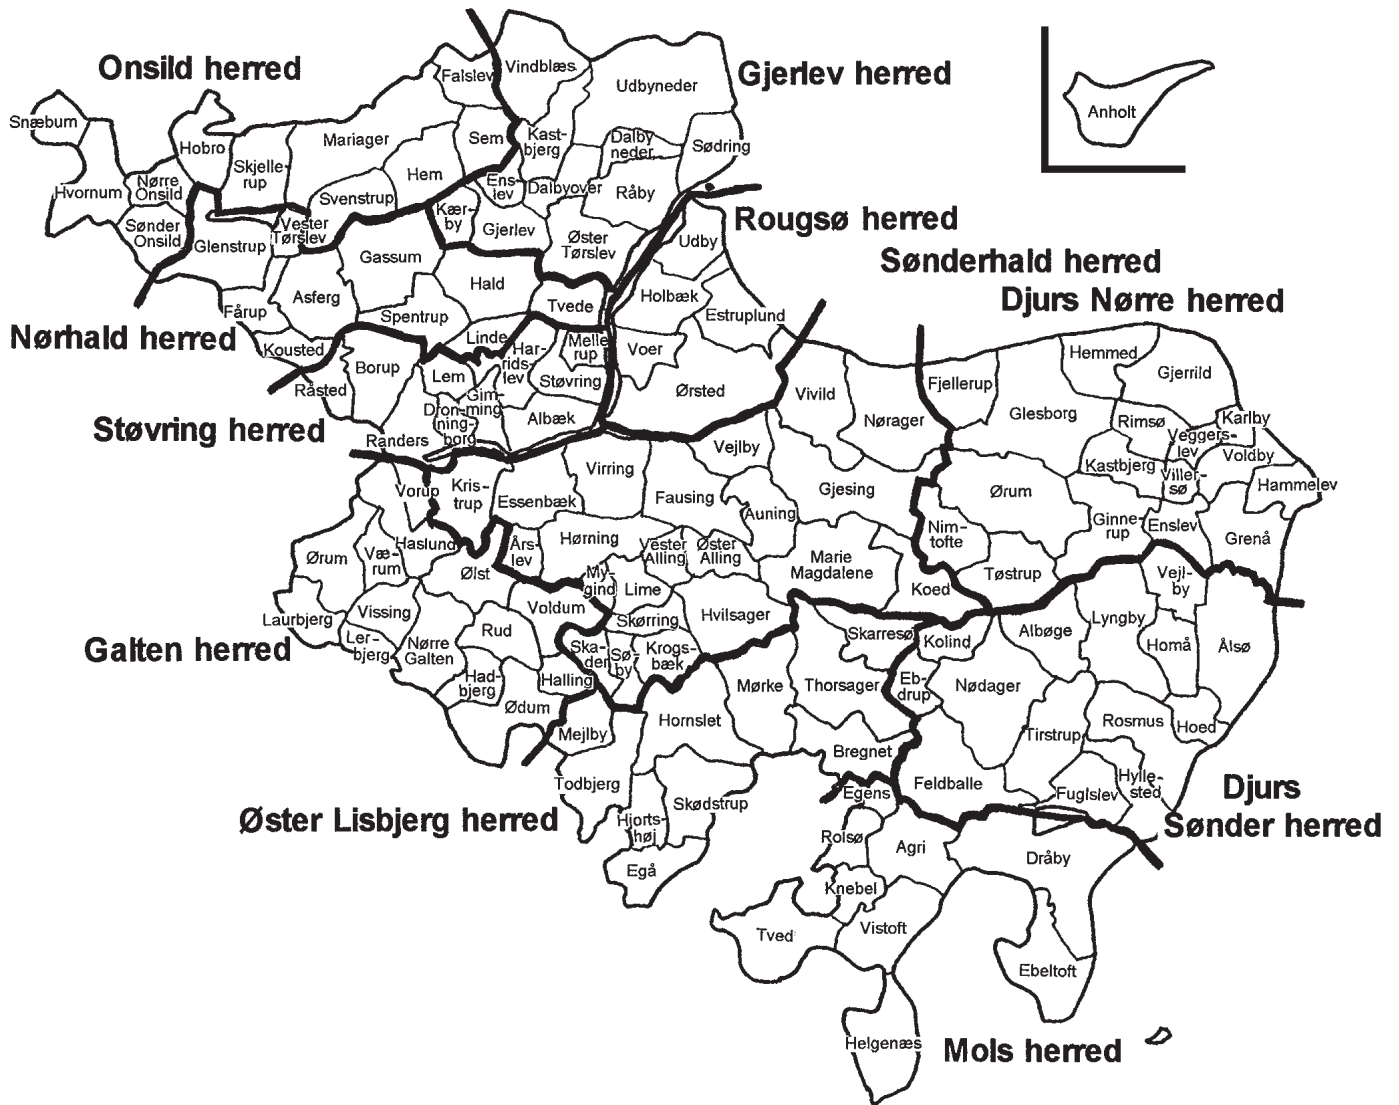 Onsild herred
Gjerlev herred
Anholt
Snæbum
Hvornum
Nørre
Onsild
Sønder
Onsild
Hobro
Skjelle-
rup
Mariager
Falslev
Vindblæs
Udbyneder
Hem
Sem
Svenstrup
Kast-
bjerg
Dalby
neder
Sødring
Ens-
lev
Dalbyover
Råby
Kær-
by
Gjerlev
Øster
Tørslev
Vester
Tørslev
Glenstrup
Gassum
Hald
Tvede
Fårup
Asferg
Spentrup
Linde
Kousted
Råsted
Borup
Nørhald herred
Rougsø herred
Udby
Holbæk
Estruplund
Voer
Ørsted
Sønderhald herred
Djurs Nørre herred
Melle
rup
Har-
rids-
lev
Støvring
Lem
Gim-
ming
Dron-
ning-
borg
Albæk
Randers
Støvring herred
Vivild
Nørager
Fjellerup
Glesborg
Hemmed
Gjerrild
Rimsø
Karlby
Veggers-
lev
Voldby
Kastbjerg
Viller-
sø
Hammelev
Ørum
Ginne-
rup
Enslev
Grenå
Nim-
tofte
Tøstrup
Vejlby
Virring
Fausing
Gjesing
Auning
Essenbæk
Kris-
trup
Vorup
Haslund
Ørum
Væ-
rum
Ølst
Års-
lev
Hørning
Vester
Alling
Øster
Alling
Marie
Magdalene
Koed
My-
gind
Lime
Hvilsager
Skørring
Ska-
der
Sø-
by
Krogs-
bæk
Laurbjerg
Vissing
Ler-
bjerg
Nørre
Galten
Rud
Voldum
Had-
bjerg
Halling
Ødum
Galten herred
Mejlby
Todbjerg
Hornslet
Mørke
Thorsager
Skarresø
Bregnet
Skødstrup
Hjorts-
høj
Egå
Øster Lisbjerg herred
Kolind
Eb-
drup
Albøge
Nødager
Lyngby
Vejl-
by
Homå
Ålsø
Tirstrup
Rosmus
Hoed
Feldballe
Fuglslev
Hylle-
sted
Djurs
Sønder herred
Egens
Rolsø
Agri
Dråby
Knebel
Tved
Vistoft
Ebeltoft
Helgenæs
Mols herred